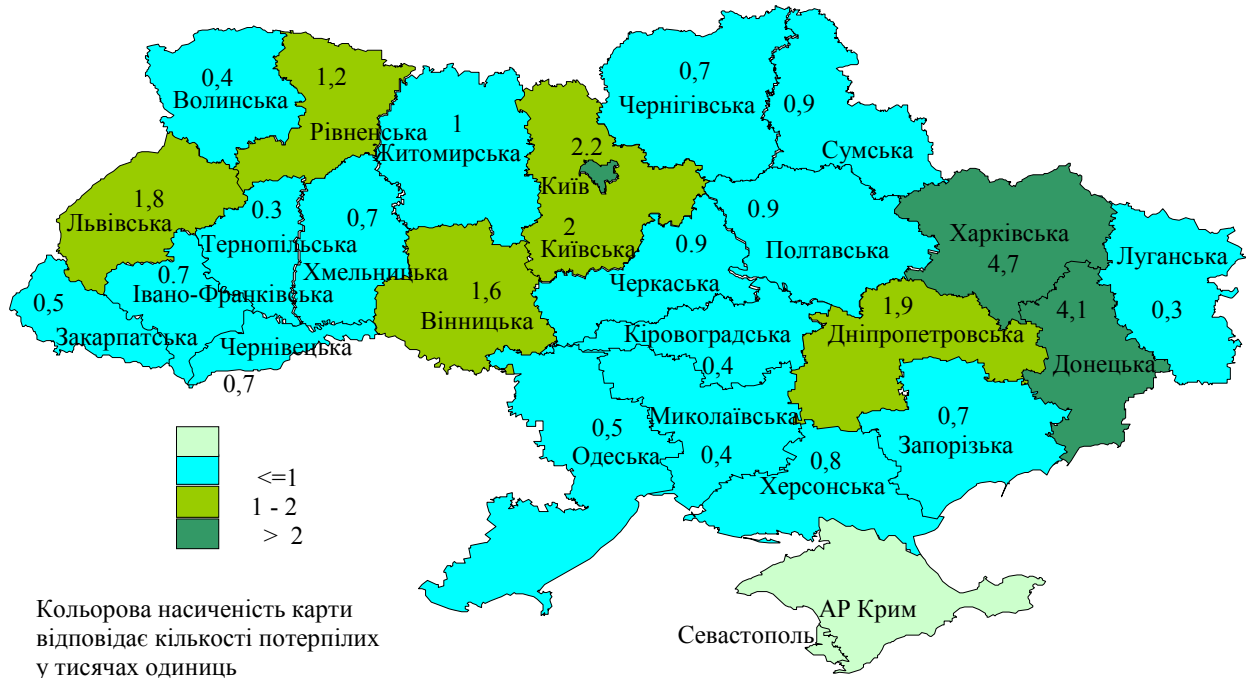 0,4
Волинська
1,2
Рівненська
1
Житомирська
0,7
Чернігівська
0,9
Сумська
2.2
Київ
2
Київська
1,8
Львівська
0.3
Тернопільська
0,7
Хмельницька
0.7
Івано-Франківська
0,5
Закарпатська
Чернівецька
0,7
1,6
Вінницька
0.9
Черкаська
0.9
Полтавська
Харківська
4,7
Луганська
0,3
4,1
Донецька
1,9
Дніпропетровська
Кіровоградська
0,4
Миколаївська
0,4
0,5
Одеська
0,8
Херсонська
0,7
Запорізька
АР Крим
Севастополь
<=1
1 - 2
> 2
Кольорова насиченість карти
відповідає кількості потерпілих
у тисячах одиниць